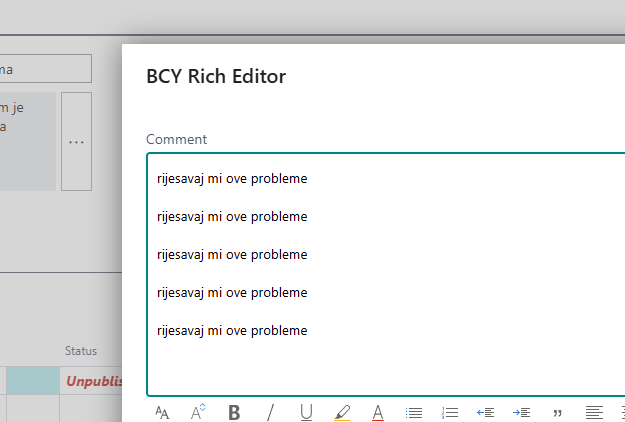 ma
BCY Rich Editor
m je
a
...
Comment
rijesavaj mi ove probleme
rijesavaj mi ove probleme
rijesavaj mi ove probleme
rijesavaj mi ove probleme
rijesavaj mi ove probleme
Status
Unpublis